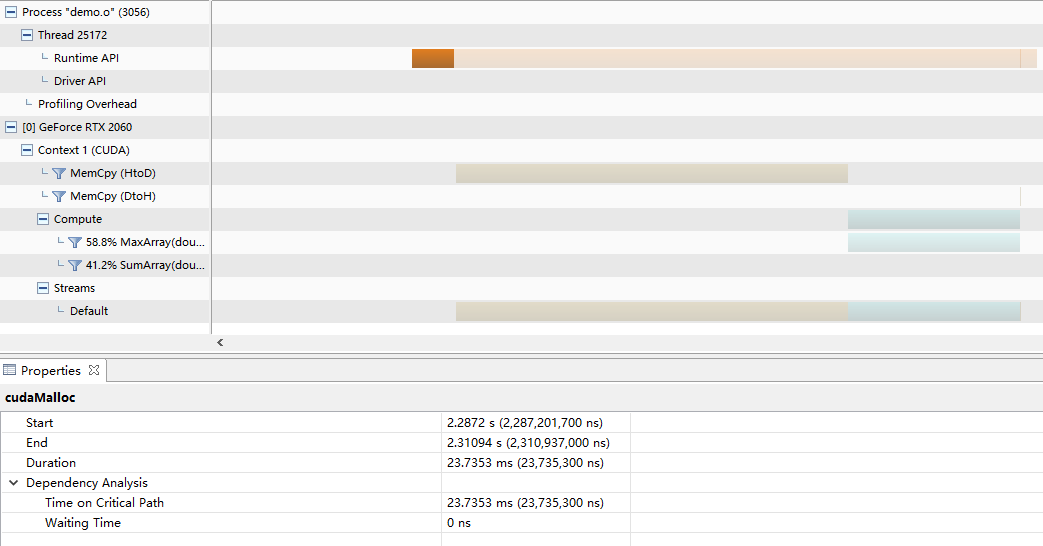 Process "demo.o" (3056)
Thread 25172
Runtime API
Driver API
Profiling Overhead
[0] GeForce RTX 2060
Context 1 (CUDA)
MemCpy (HtoD)
MemCpy (DtoH)
Compute
58.8% MaxArray(dou...
41.2% SumArray(dou...
Streams
Default
Properties
cudaMalloc
Start 2.2872 s (2,287,201,700 ns)
End 2.31094 s (2,310,937,000 ns)
Duration 23.7353 ms (23,735,300 ns)
Dependency Analysis
Time on Critical Path 23.7353 ms (23,735,300 ns)
Waiting Time 0 ns